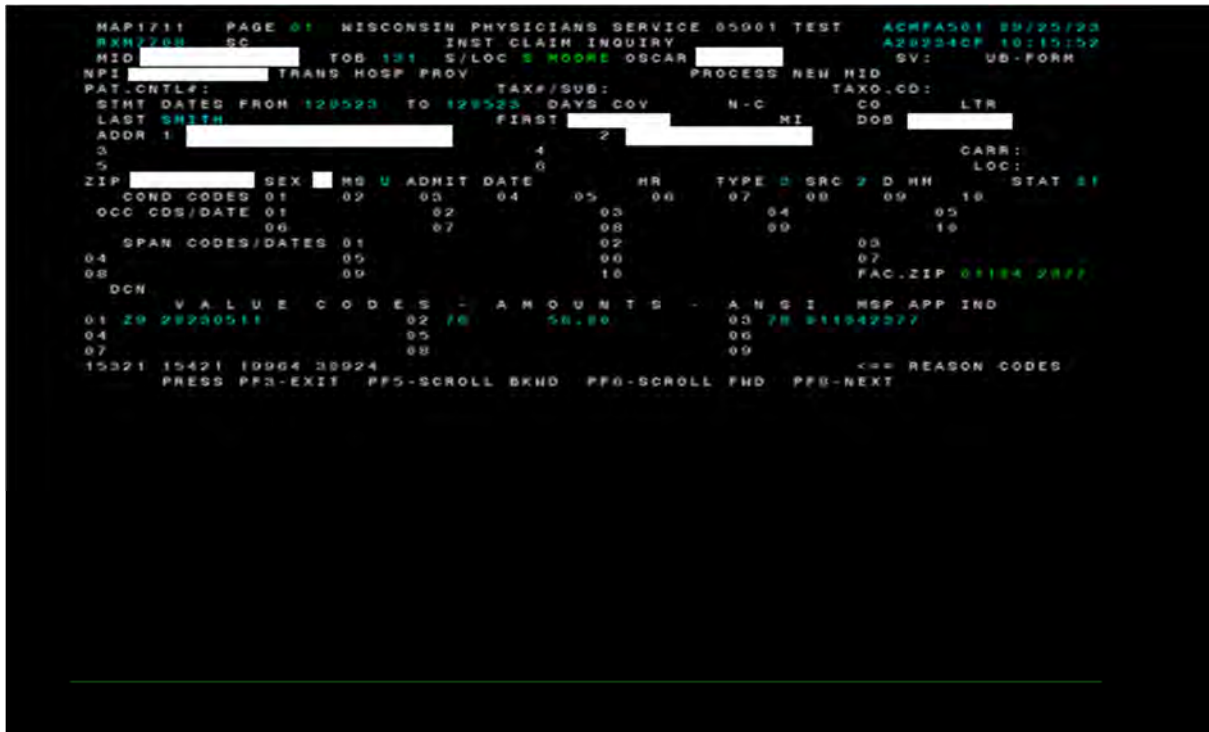 MAP1711 PAGE 01 WISCONSIN PHYSICIANS SERVICE 05901 TEST ACMFA501 09/25/23
RXM7708 SC INST CLAIM INQUIRY 10:15:52
MID TOB 131 S/LOC S MOORE OSCAR SV: UB-FORM
NPI TRANS HOSP PROV PROCESS NEW MID
PAT.CNTL#: TAX#/SUB: TAXO.CD:
STMT DATES FROM 120523 TO 120523 DAYS COV N-C CO LTR
LAST SMITH FIRST MI DOB
ADDR 1 2
3 4 CARR:
5 6 LOC:
ZIP SEX MS U ADMIT DATE HR TYPE 3 SRC 2 D HM STAT 01
COND CODES 01 02 03 04 05 06 07 08 09 10
OCC CDS/DATE 01 02 03 04 05
06 07 08 09 10
SPAN CODES/DATES 01 02 03
04 05 06 07
08 09 10 FAC.ZIP
DCN
V A L U E C O D E S - A M O U N T S - A N S I MSP APP IND
01 Z9 20230511 02 03
04 05 06
07 08 09
15321 15421 19964 30924 <== REASON CODES
PRESS PF3-EXIT PF5-SCROLL BKWD PF6-SCROLL FWD PF8-NEXT